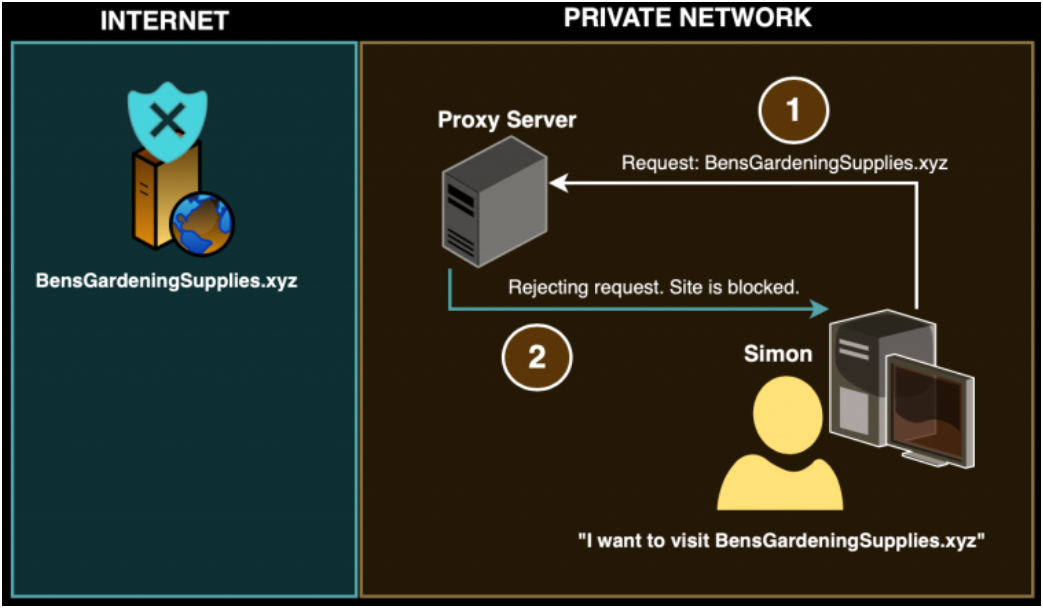 INTERNET
PRIVATE NETWORK
BensGardeningSupplies.xyz
Proxy Server
1
Request: BensGardeningSupplies.xyz
Rejecting request. Site is blocked.
2
Simon
"I want to visit BensGardeningSupplies.xyz"